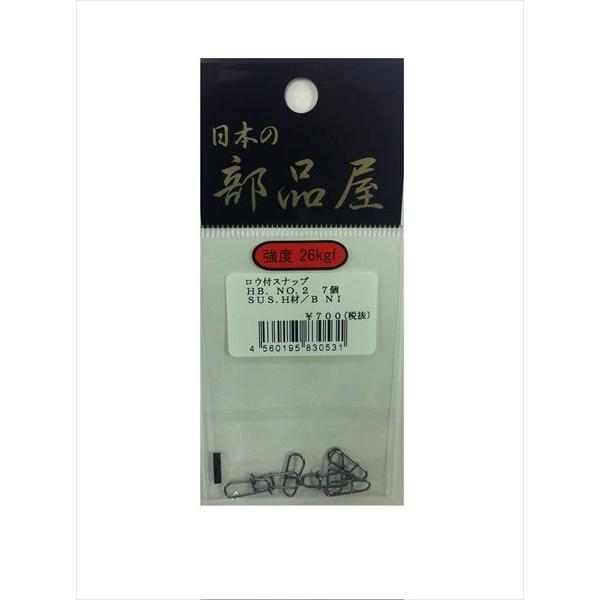 日本の
部品屋
強度 26kgf
ロウ付スナップ
HB. NO.2 7個
SUS.H材/B NI
￥700(税抜)
4 560195 830531